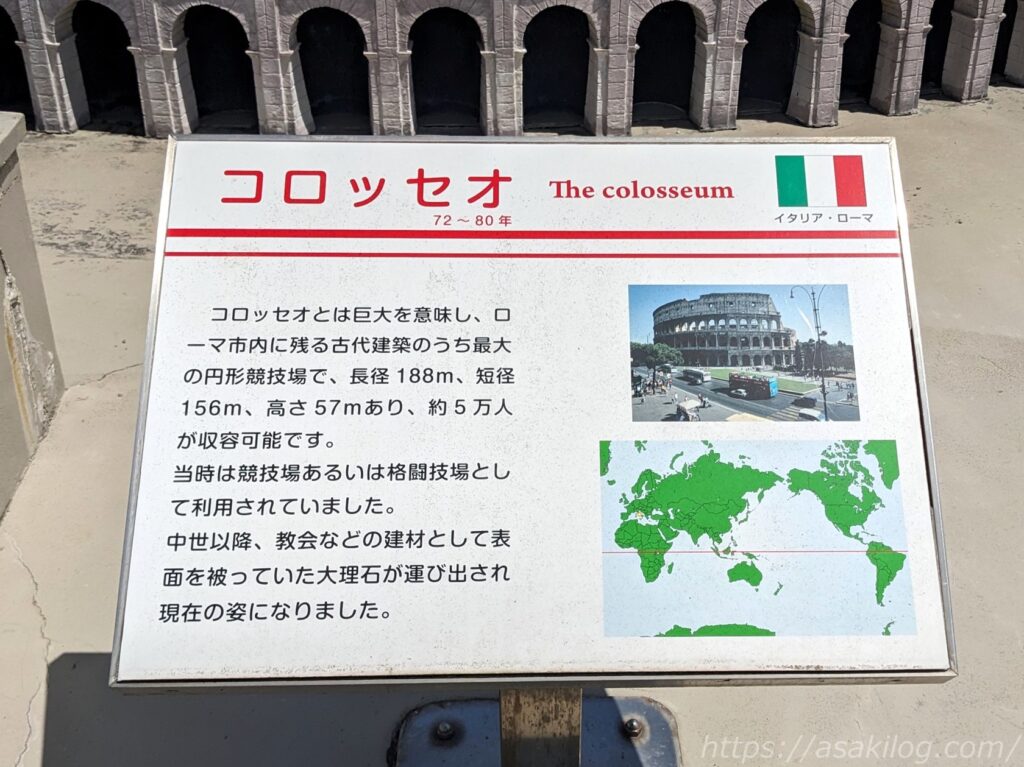 コロッセオ The colosseum
72～80年
イタリア・ローマ
コロッセオとは巨大を意味し、ロ
ーマ市内に残る古代建築のうち最大
の円形競技場で、長径188m、短径
156m、高さ57mあり、約5万人
が収容可能です。
当時は競技場あるいは格闘技場とし
て利用されていました。
中世以降、教会などの建材として表
面を被っていた大理石が運び出され
現在の姿になりました。
https://asakilog.com/